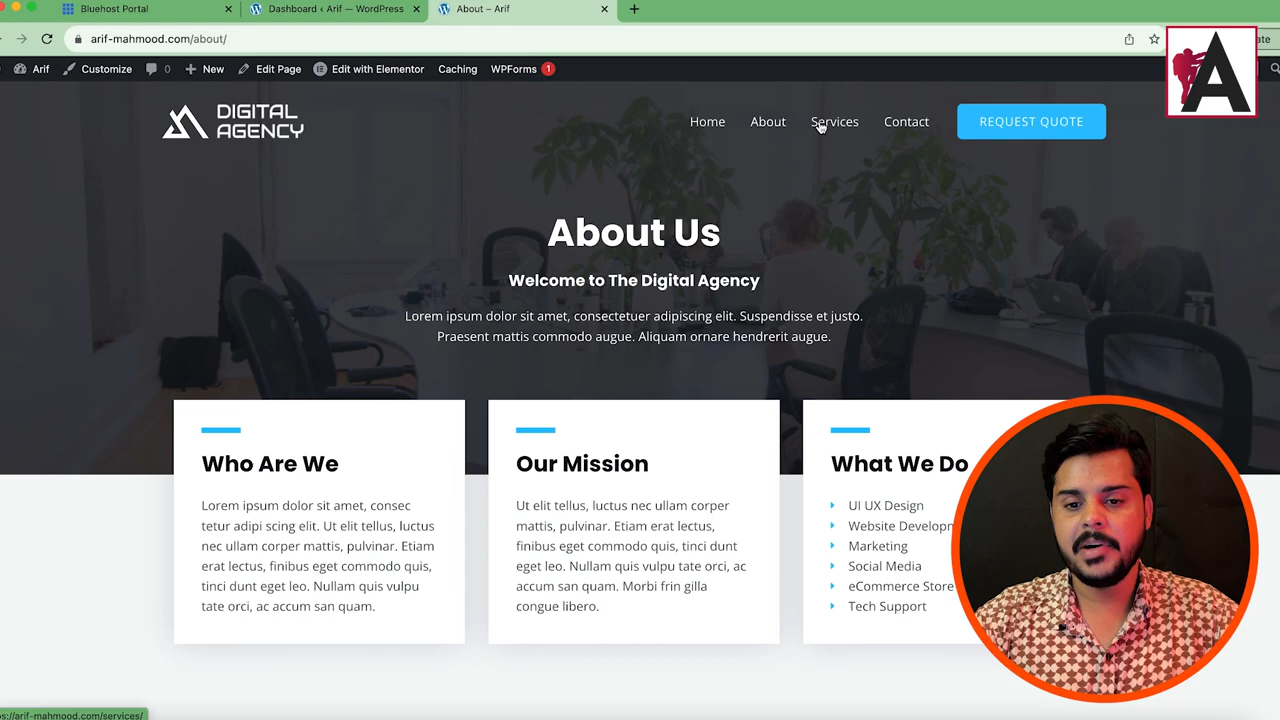 Bluehost Portal
Dashboard ‹ Arif — WordPress
About – Arif
arif-mahmood.com/about/
Arif
Customize
0
New
Edit Page
Edit with Elementor
Caching
WPForms
1
A
DIGITAL
AGENCY
Home
About
Services
Contact
REQUEST QUOTE
About Us
Welcome to The Digital Agency
Lorem ipsum dolor sit amet, consectetuer adipiscing elit. Suspendisse et justo.
Praesent mattis commodo augue. Aliquam ornare hendrerit augue.
Who Are We
Lorem ipsum dolor sit amet, consec
tetur adipi scing elit. Ut elit tellus, luctus
nec ullam corper mattis, pulvinar. Etiam
erat lectus, finibus eget commodo quis,
tinci dunt eget leo. Nullam quis vulpu
tate orci, ac accum san quam.
Our Mission
Ut elit tellus, luctus nec ullam corper
mattis, pulvinar. Etiam erat lectus,
finibus eget commodo quis, tinci dunt
eget leo. Nullam quis vulpu tate orci, ac
accum san quam. Morbi frin gilla
congue libero.
What We Do
UI UX Design
Website Developm
Marketing
Social Media
eCommerce Store
Tech Support
ps://arif-mahmood.com/services/